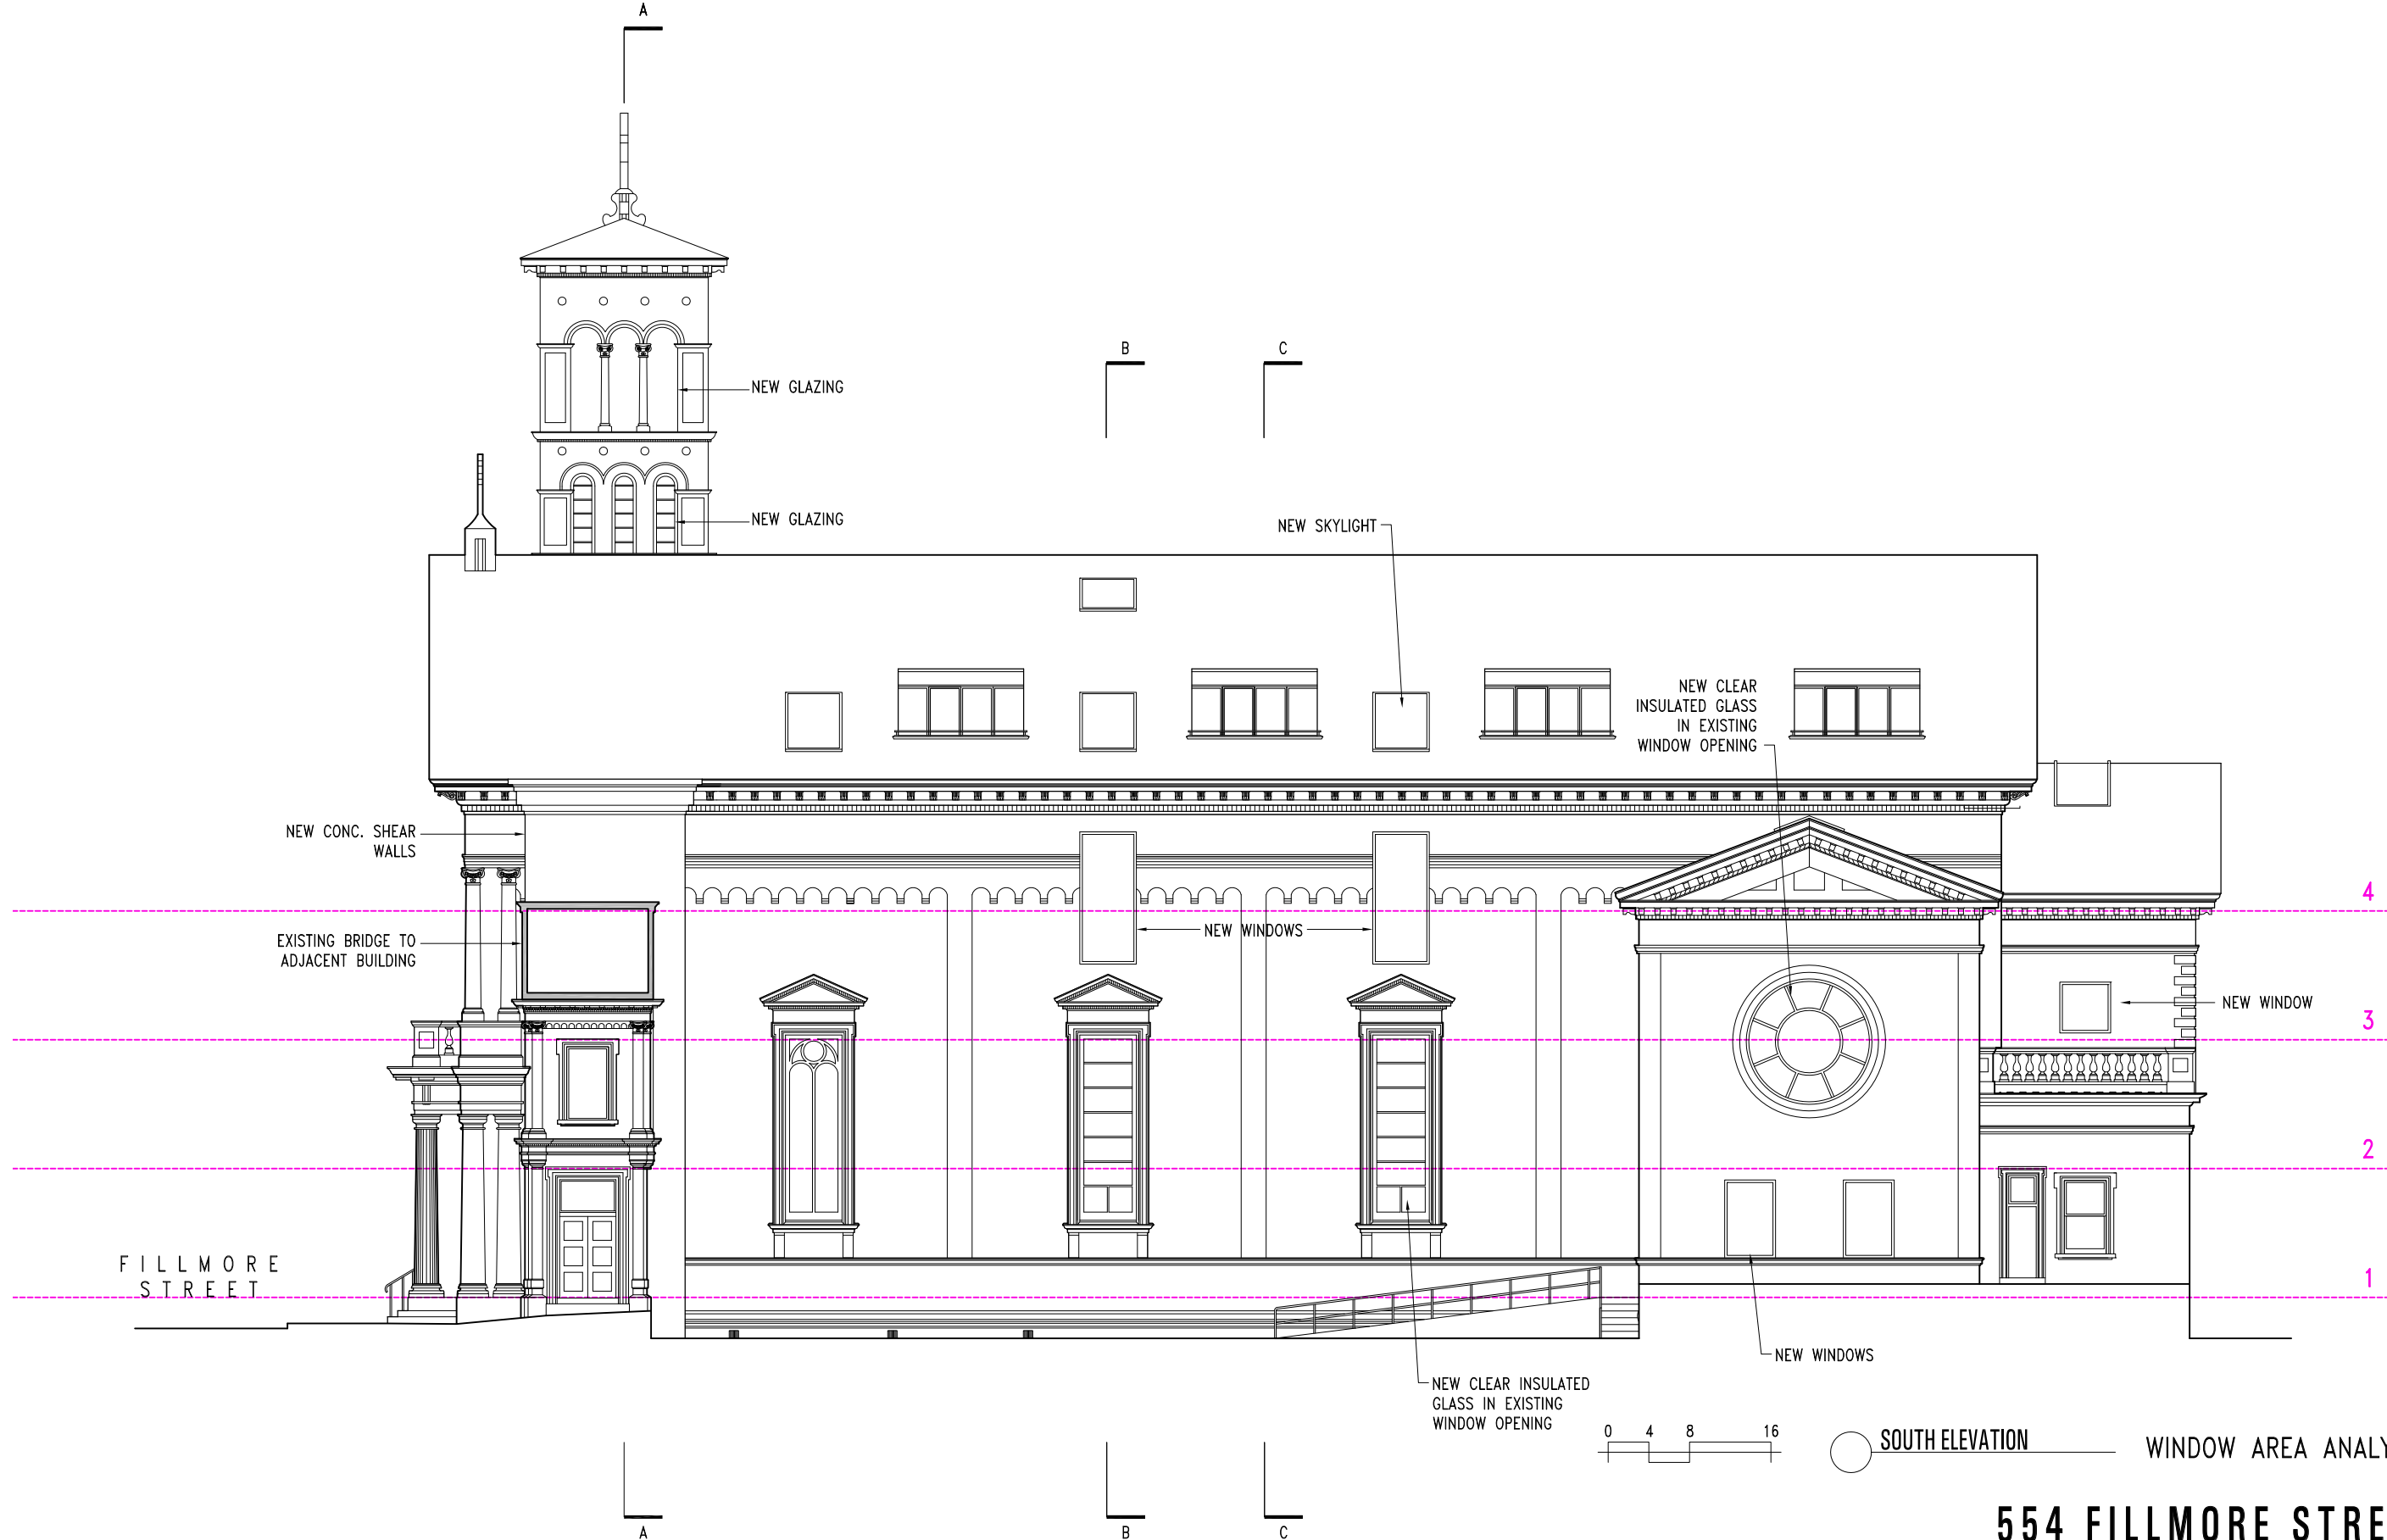 A
B
C
NEW GLAZING
NEW GLAZING
NEW SKYLIGHT
NEW CLEAR
INSULATED GLASS
IN EXISTING
WINDOW OPENING
NEW CONC. SHEAR
WALLS
4
NEW WINDOWS
EXISTING BRIDGE TO
ADJACENT BUILDING
NEW WINDOW
3
2
FILLMORE
STREET
1
NEW WINDOWS
NEW CLEAR INSULATED
GLASS IN EXISTING
WINDOW OPENING
0 4 8 16
SOUTH ELEVATION
WINDOW AREA ANALY
554 FILLMORE STRE
A
B
C